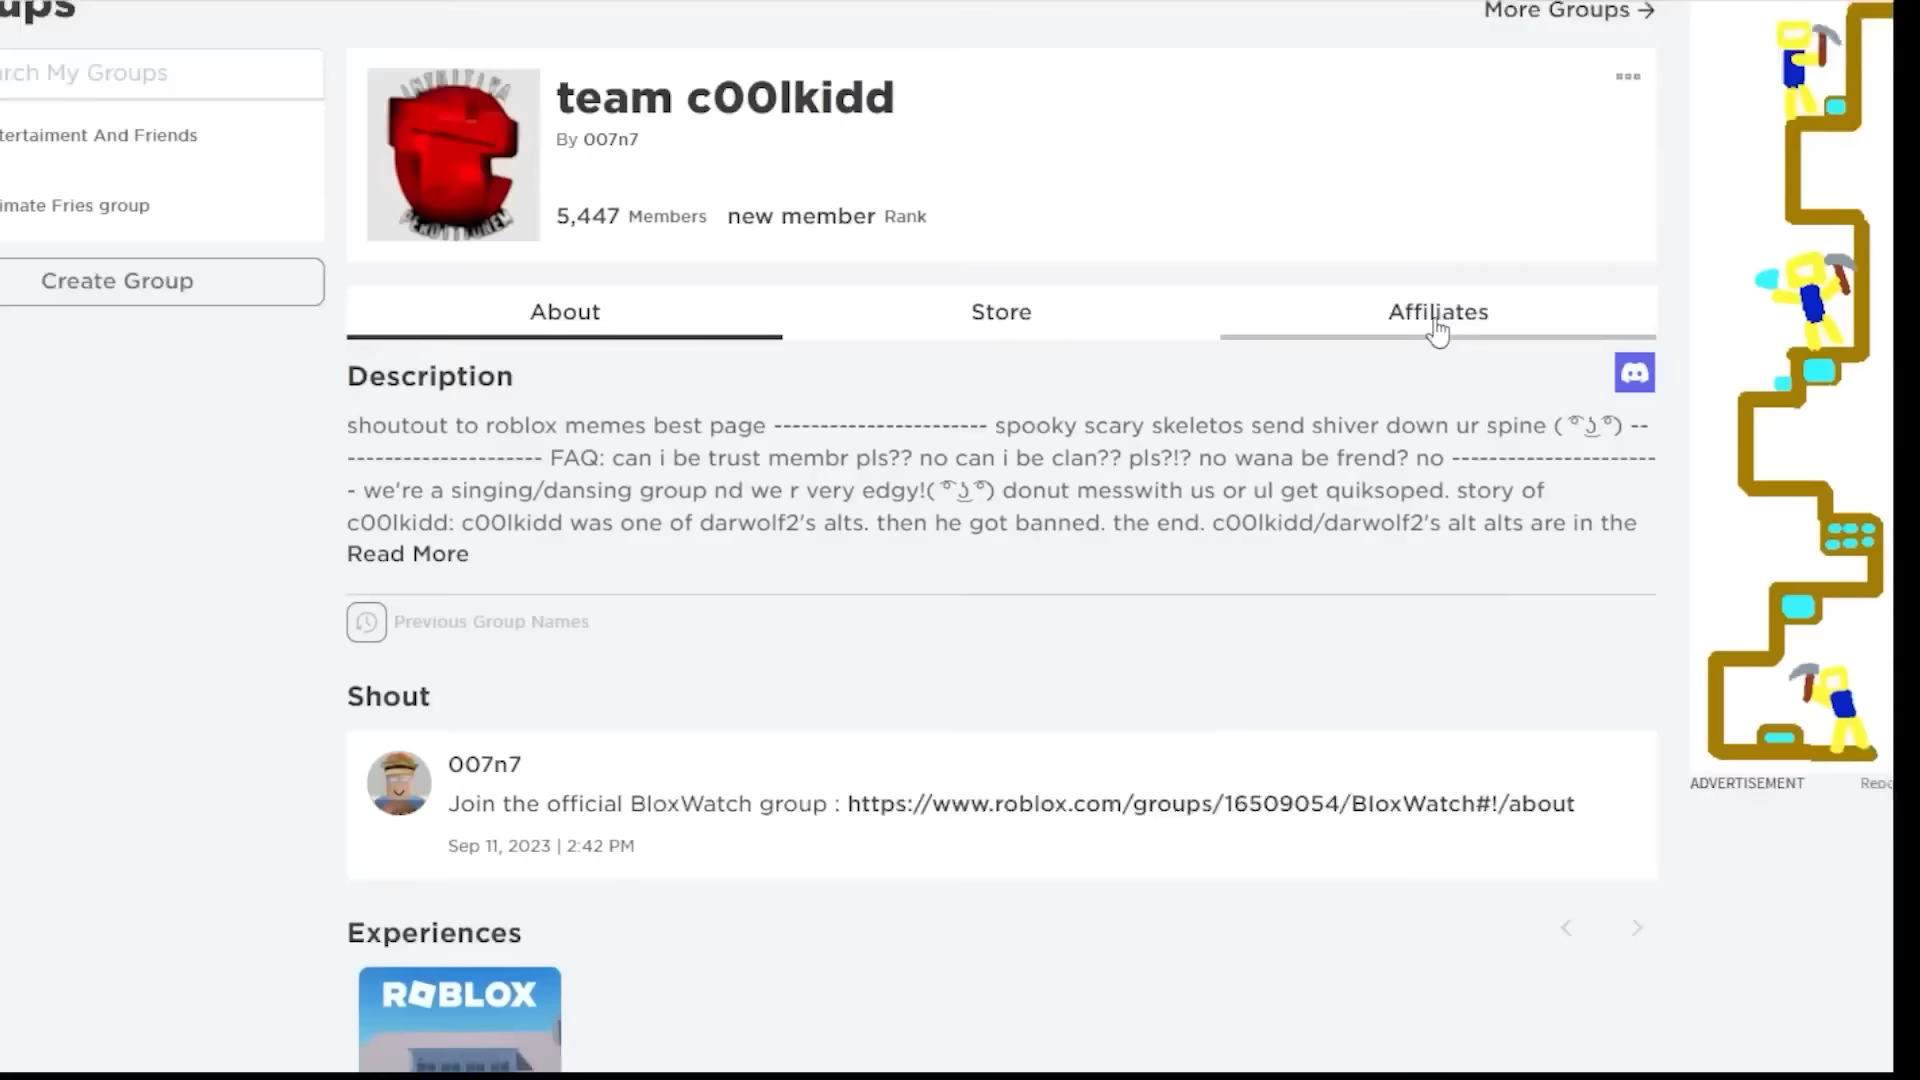 ups
More Groups →
rch My Groups
team c00lkidd
By 007n7
tertaiment And Friends
5,447 Members new member Rank
imate Fries group
Create Group
About
Store
Affiliates
Description
shoutout to roblox memes best page ----------------------- spooky scary skeletos send shiver down ur spine ( ͡° ͜ʖ ͡°) --
--------------------- FAQ: can i be trust membr pls?? no can i be clan?? pls?!? no wana be frend? no ----------------------
- we're a singing/dansing group nd we r very edgy!( ͡° ͜ʖ ͡°) donut messwith us or ul get quiksoped. story of
c00lkidd: c00lkidd was one of darwolf2's alts. then he got banned. the end. c00lkidd/darwolf2's alt alts are in the
Read More
Previous Group Names
Shout
007n7
Join the official BloxWatch group : https://www.roblox.com/groups/16509054/BloxWatch#!/about
Sep 11, 2023 | 2:42 PM
ADVERTISEMENT
Repo
Experiences
ROBLOX